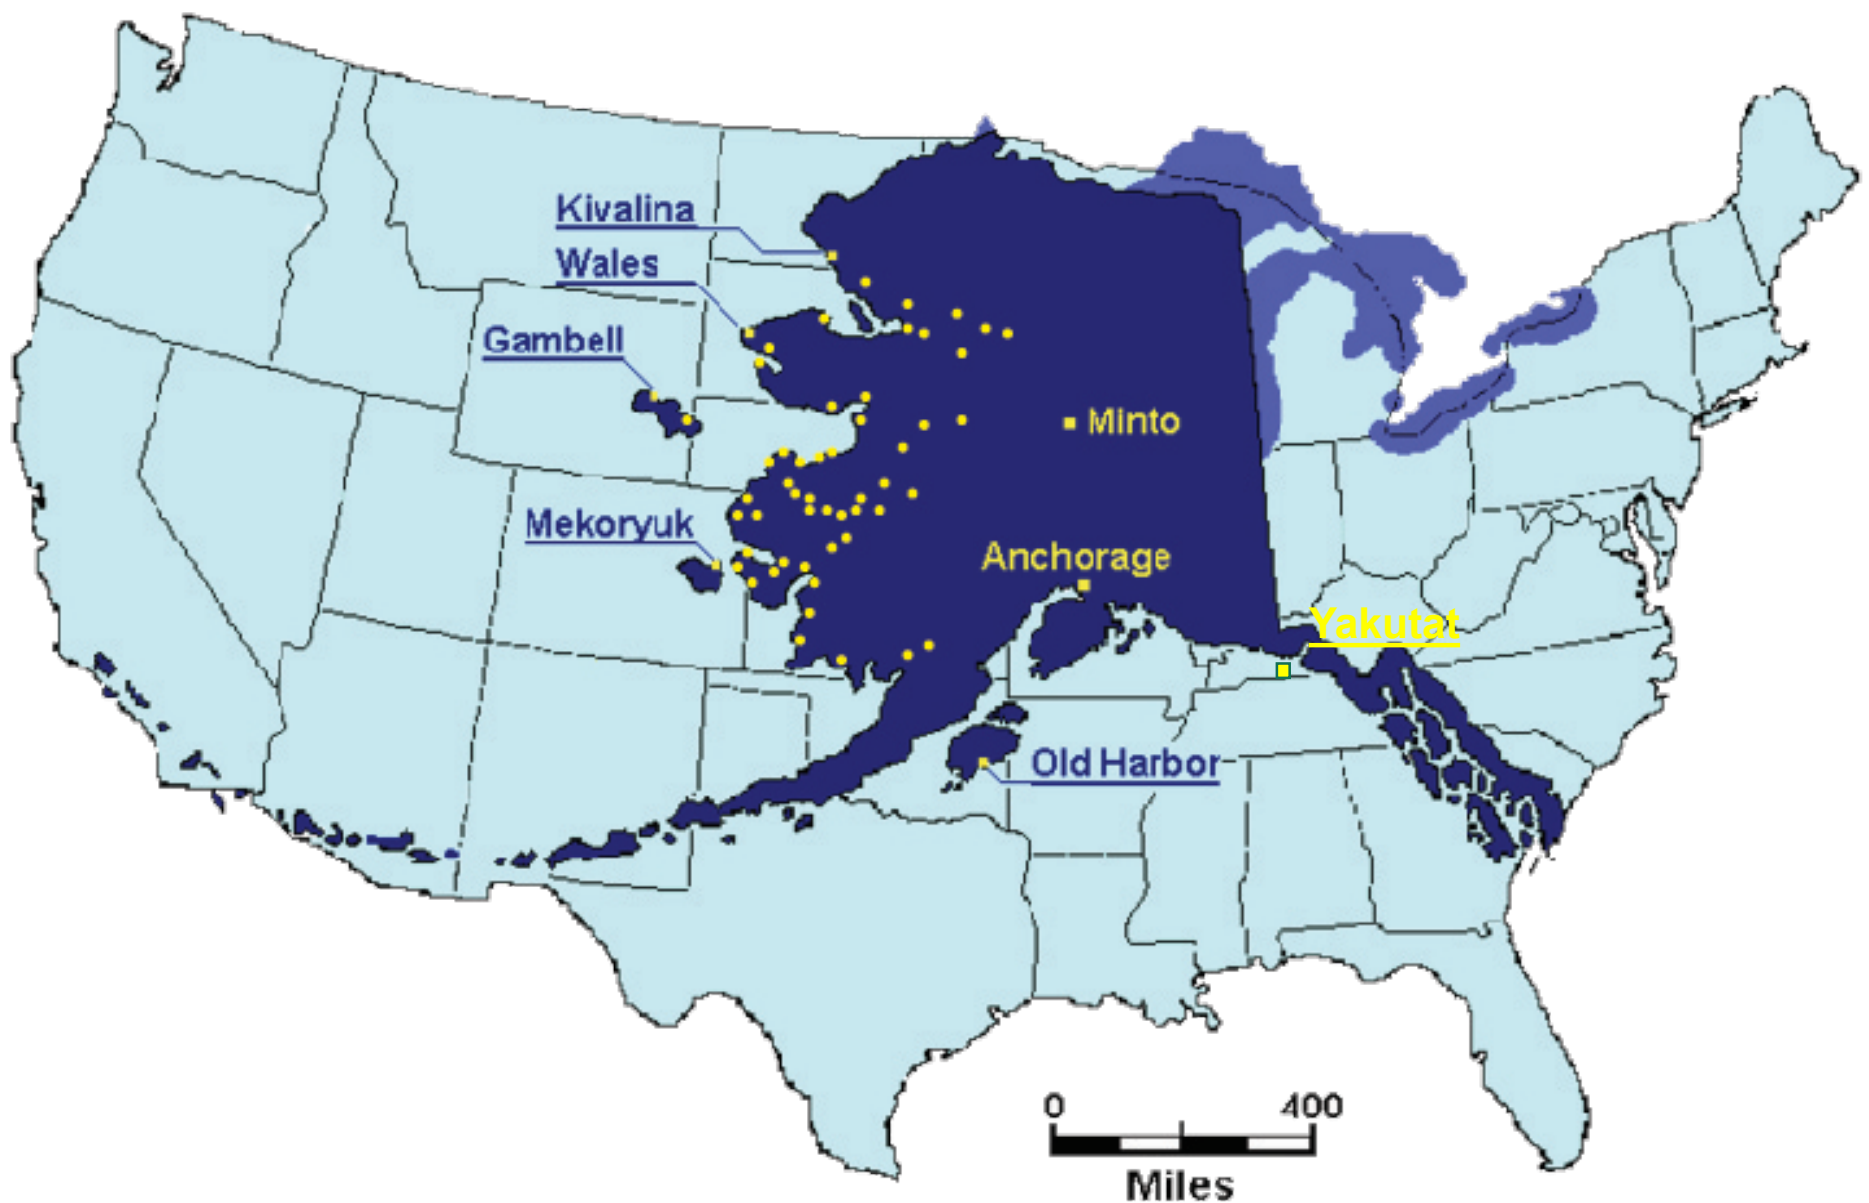 Kivalina
Wales
Gambell
Minto
Mekoryuk
Anchorage
Yakutat
Old Harbor
0 400
Miles